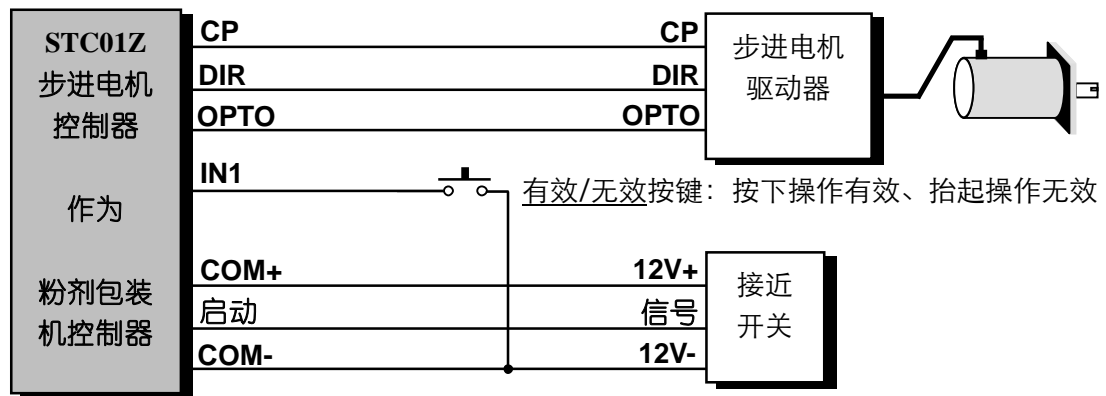 STC01Z
步进电机
控制器
作为
粉剂包装
机控制器
CP
DIR
OPTO
IN1
COM+
启动
COM-
CP
DIR
OPTO
步进电机
驱动器
有效/无效按键：按下操作有效、抬起操作无效
12V+
信号
12V-
接近
开关